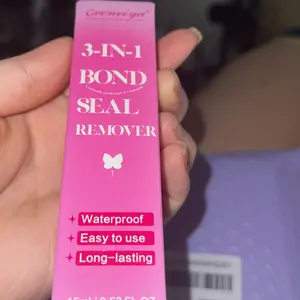 3-IN-1
BOND
SEAL
REMOVER
Waterproof
Easy to use
Long-lasting